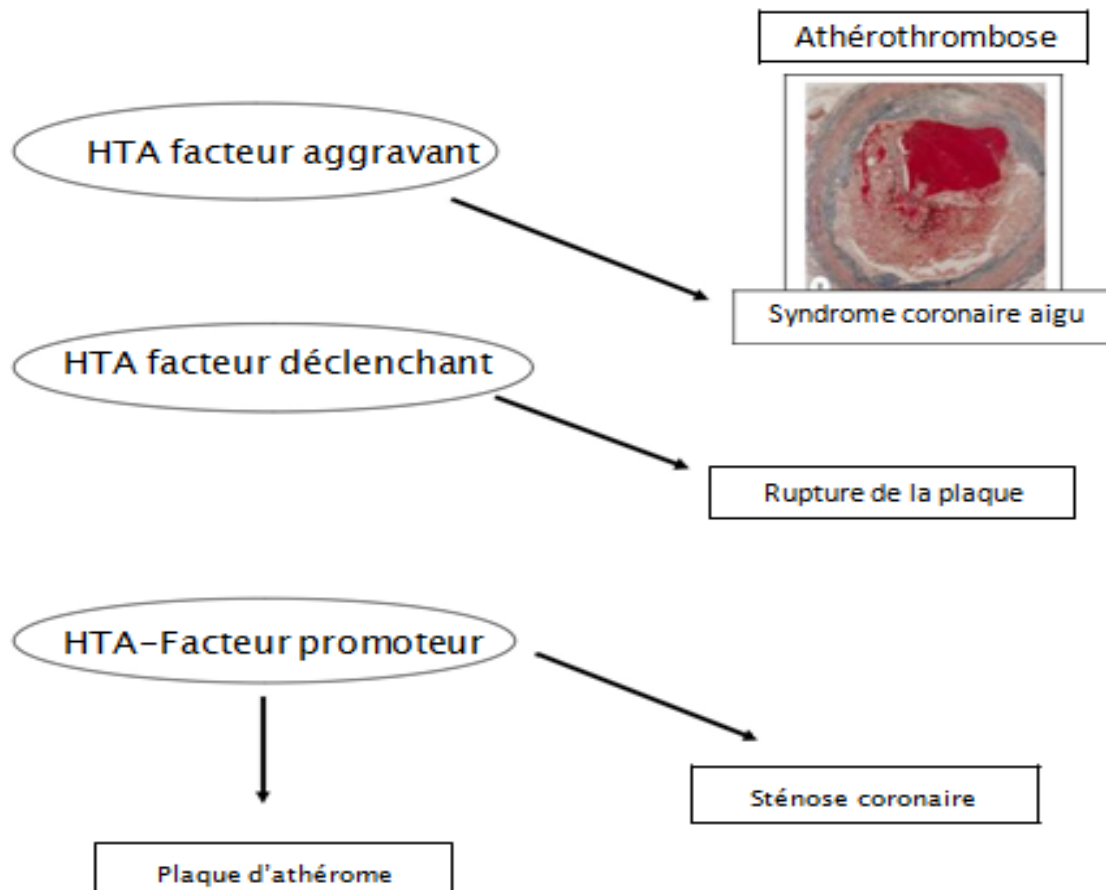 Athérothrombose
HTA facteur aggravant
Syndrome coronaire aigu
HTA facteur déclenchant
Rupture de la plaque
HTA-Facteur promoteur
Sténose coronaire
Plaque d'athérome